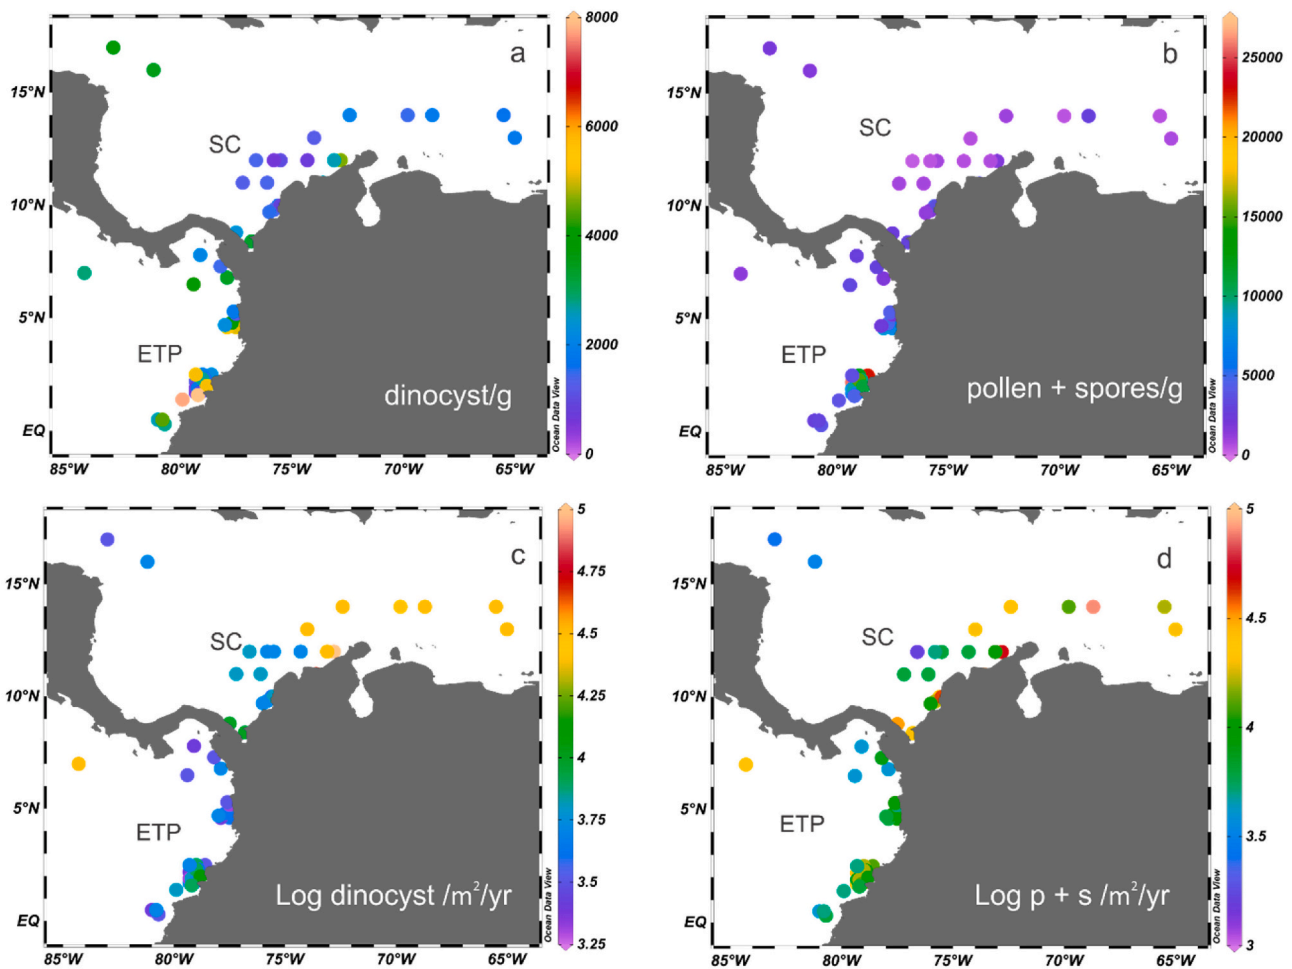 a
15°N
10°N
5°N
EQ
85°W 80°W 75°W 70°W 65°W
SC
ETP
dinocyst/g
Ocean Data View
8000
6000
4000
2000
0
b
15°N
10°N
5°N
EQ
85°W 80°W 75°W 70°W 65°W
SC
ETP
pollen + spores/g
Ocean Data View
25000
20000
15000
10000
5000
0
c
15°N
10°N
5°N
EQ
85°W 80°W 75°W 70°W 65°W
SC
ETP
Log dinocyst /m²/yr
Ocean Data View
5
4.75
4.5
4.25
4
3.75
3.5
3.25
d
15°N
10°N
5°N
EQ
85°W 80°W 75°W 70°W 65°W
SC
ETP
Log p + s /m²/yr
Ocean Data View
5
4.5
4
3.5
3